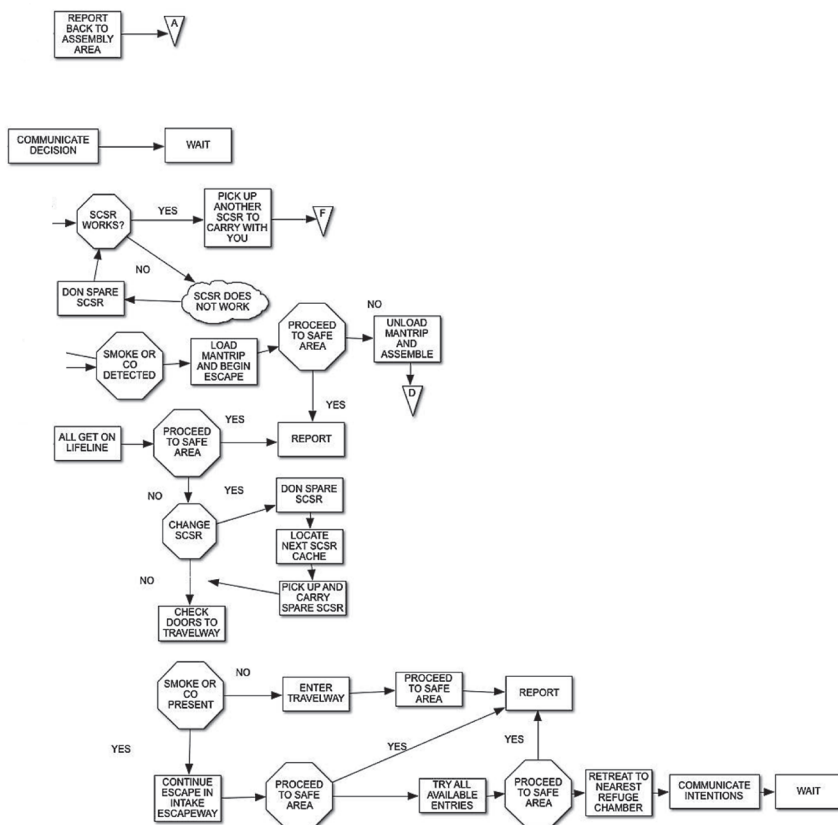 REPORT
BACK TO
ASSEMBLY
AREA
A
COMMUNICATE
DECISION
WAIT
SCSR
WORKS?
YES
PICK UP
ANOTHER
SCSR TO
CARRY WITH
YOU
F
NO
DON SPARE
SCSR
SCSR DOES
NOT WORK
SMOKE OR
CO
DETECTED
LOAD
MANTRIP
AND BEGIN
ESCAPE
PROCEED
TO SAFE
AREA
NO
UNLOAD
MANTRIP
AND
ASSEMBLE
D
YES
ALL GET ON
LIFELINE
PROCEED
TO SAFE
AREA
YES
REPORT
NO
CHANGE
SCSR
YES
DON SPARE
SCSR
LOCATE
NEXT SCSR
CACHE
PICK UP AND
CARRY
SPARE SCSR
NO
CHECK
DOORS TO
TRAVELWAY
SMOKE OR
CO
PRESENT
NO
ENTER
TRAVELWAY
PROCEED
TO SAFE
AREA
REPORT
YES
CONTINUE
ESCAPE IN
INTAKE
ESCAPEWAY
PROCEED
TO SAFE
AREA
YES
TRY ALL
AVAILABLE
ENTRIES
PROCEED
TO SAFE
AREA
YES
RETREAT TO
NEAREST
REFUGE
CHAMBER
COMMUNICATE
INTENTIONS
WAIT